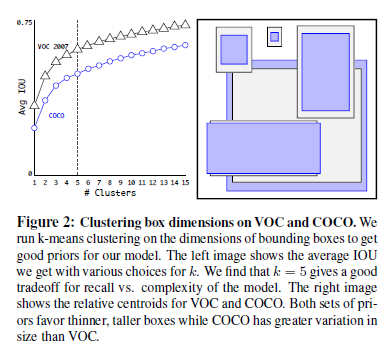 0.75
VOC 2007
Avg IOU
COCO
0
1 2 3 4 5 6 7 8 9 10 11 12 13 14 15
# Clusters
Figure 2: Clustering box dimensions on VOC and COCO. We
run k-means clustering on the dimensions of bounding boxes to get
good priors for our model. The left image shows the average IOU
we get with various choices for k. We find that k = 5 gives a good
tradeoff for recall vs. complexity of the model. The right image
shows the relative centroids for VOC and COCO. Both sets of pri-
ors favor thinner, taller boxes while COCO has greater variation in
size than VOC.